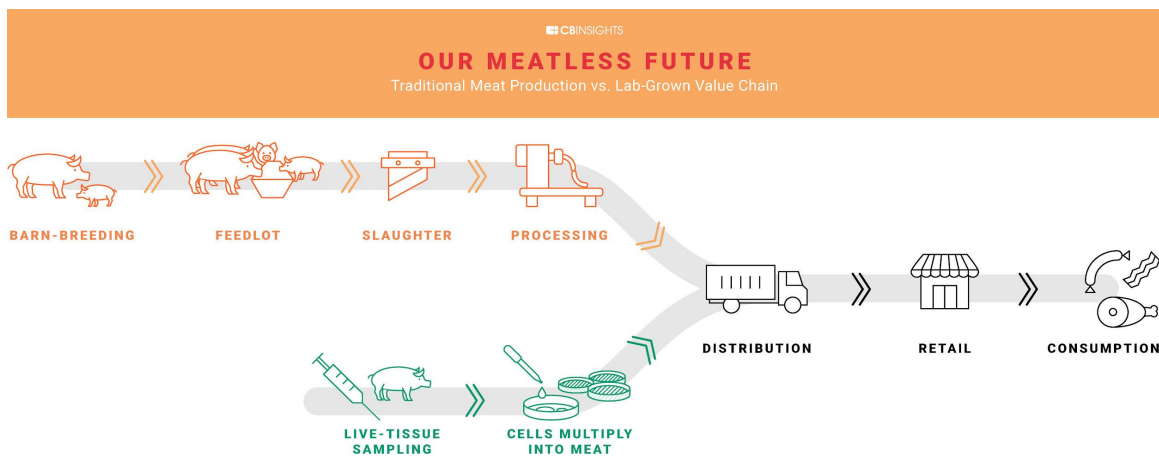 CBINSIGHTS
OUR MEATLESS FUTURE
Traditional Meat Production vs. Lab-Grown Value Chain
BARN-BREEDING
FEEDLOT
SLAUGHTER
PROCESSING
DISTRIBUTION
RETAIL
CONSUMPTION
LIVE-TISSUE
SAMPLING
CELLS MULTIPLY
INTO MEAT